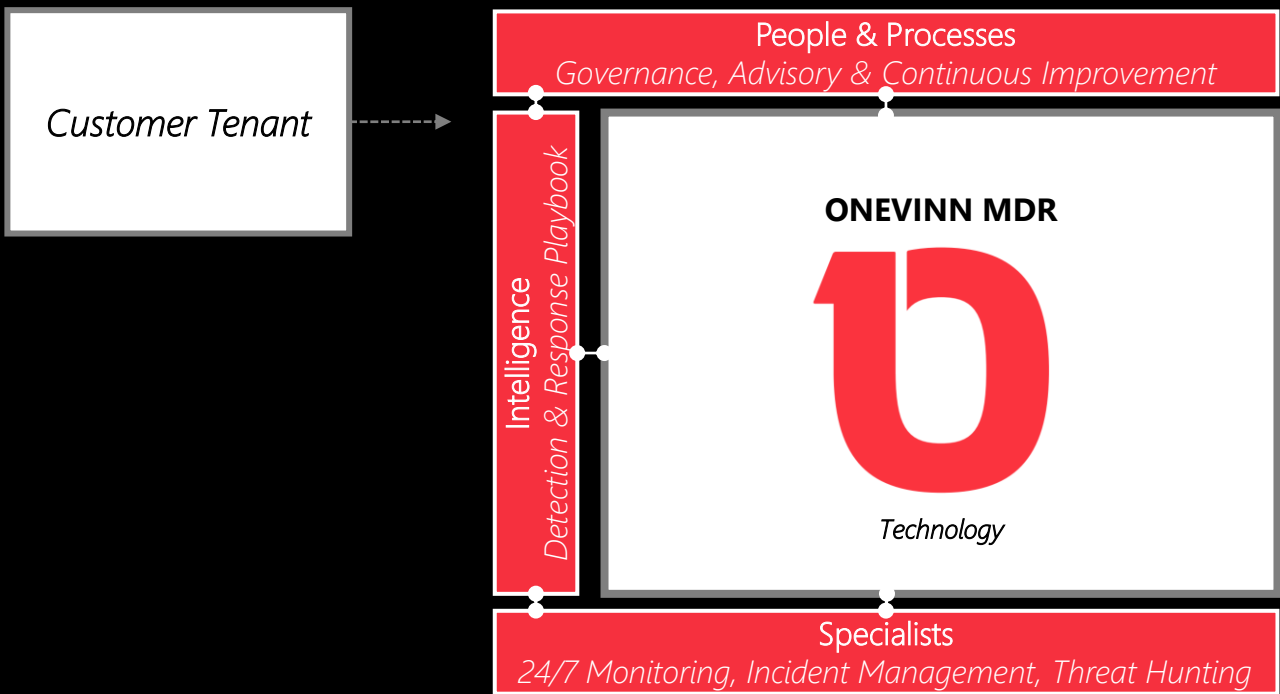 People & Processes
Governance, Advisory & Continuous Improvement
Customer Tenant
Intelligence
Detection & Response Playbook
ONEVINN MDR
Technology
Specialists
24/7 Monitoring, Incident Management, Threat Hunting